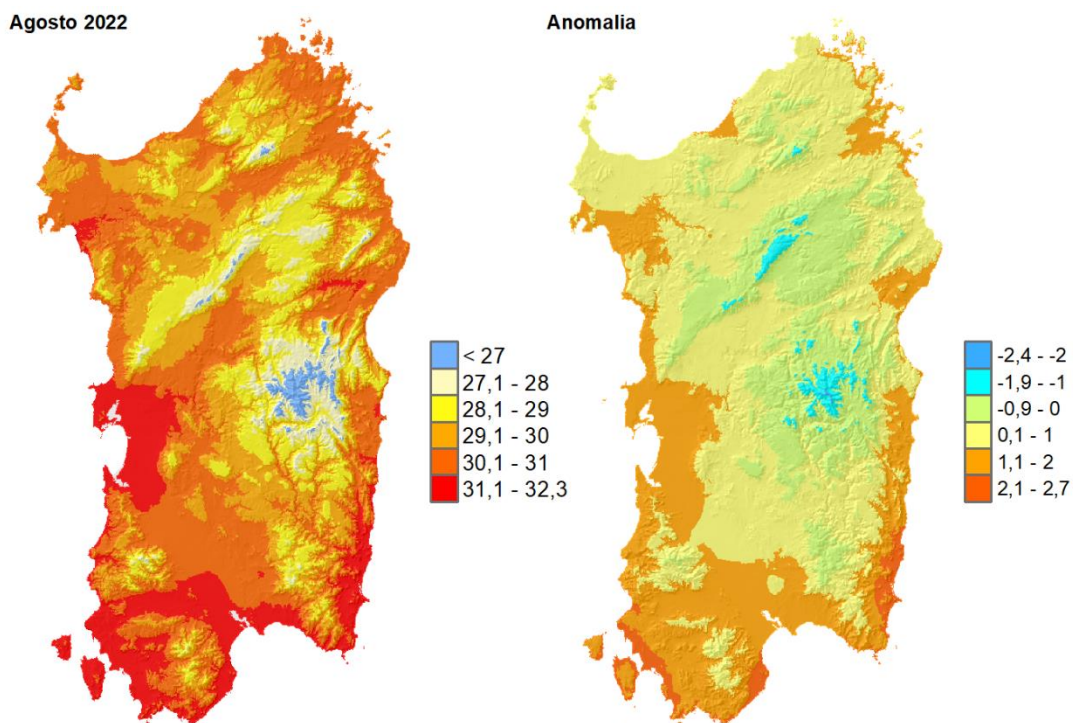 Agosto 2022
Anomalia
< 27
27,1 - 28
28,1 - 29
29,1 - 30
30,1 - 31
31,1 - 32,3
-2,4 - -2
-1,9 - -1
-0,9 - 0
0,1 - 1
1,1 - 2
2,1 - 2,7